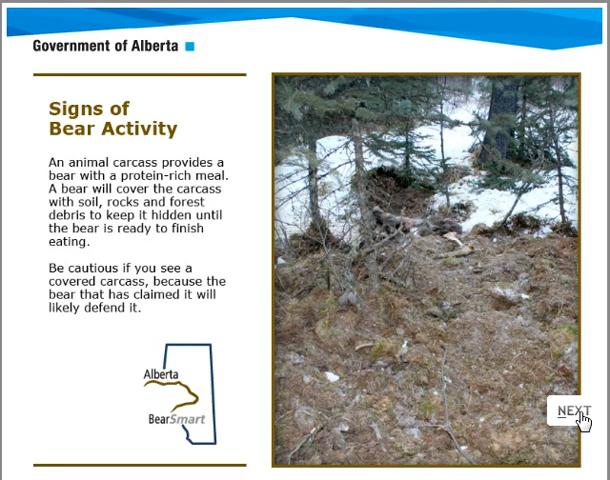 Government of Alberta
Signs of
Bear Activity
An animal carcass provides a
bear with a protein-rich meal.
A bear will cover the carcass
with soil, rocks and forest
debris to keep it hidden until
the bear is ready to finish
eating.
Be cautious if you see a
covered carcass, because the
bear that has claimed it will
likely defend it.
Alberta
BearSmart
NEXT